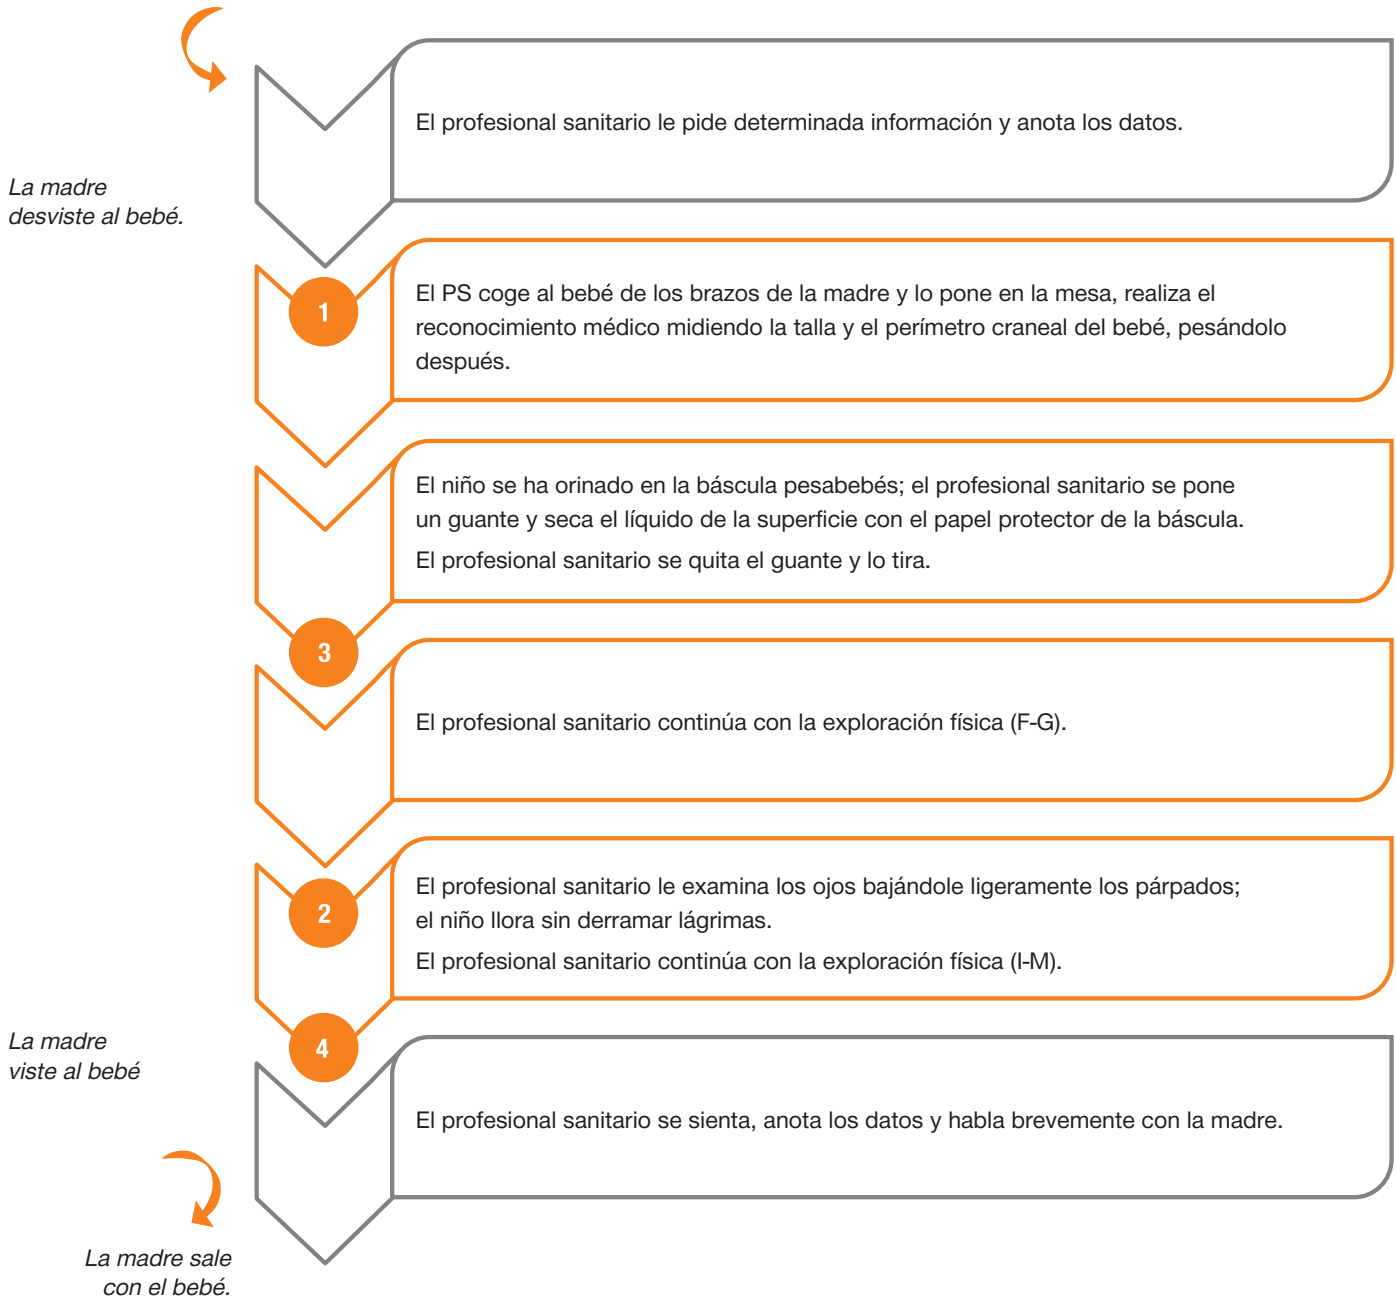 El profesional sanitario le pide determinada información y anota los datos.
La madre
desviste al bebé.
1
El PS coge al bebé de los brazos de la madre y lo pone en la mesa, realiza el
reconocimiento médico midiendo la talla y el perímetro craneal del bebé, pesándolo
después.
El niño se ha orinado en la báscula pesabebés; el profesional sanitario se pone
un guante y seca el líquido de la superficie con el papel protector de la báscula.
El profesional sanitario se quita el guante y lo tira.
3
El profesional sanitario continúa con la exploración física (F-G).
2
El profesional sanitario le examina los ojos bajándole ligeramente los párpados;
el niño llora sin derramar lágrimas.
El profesional sanitario continúa con la exploración física (I-M).
4
La madre
viste al bebé
El profesional sanitario se sienta, anota los datos y habla brevemente con la madre.
La madre sale
con el bebé.